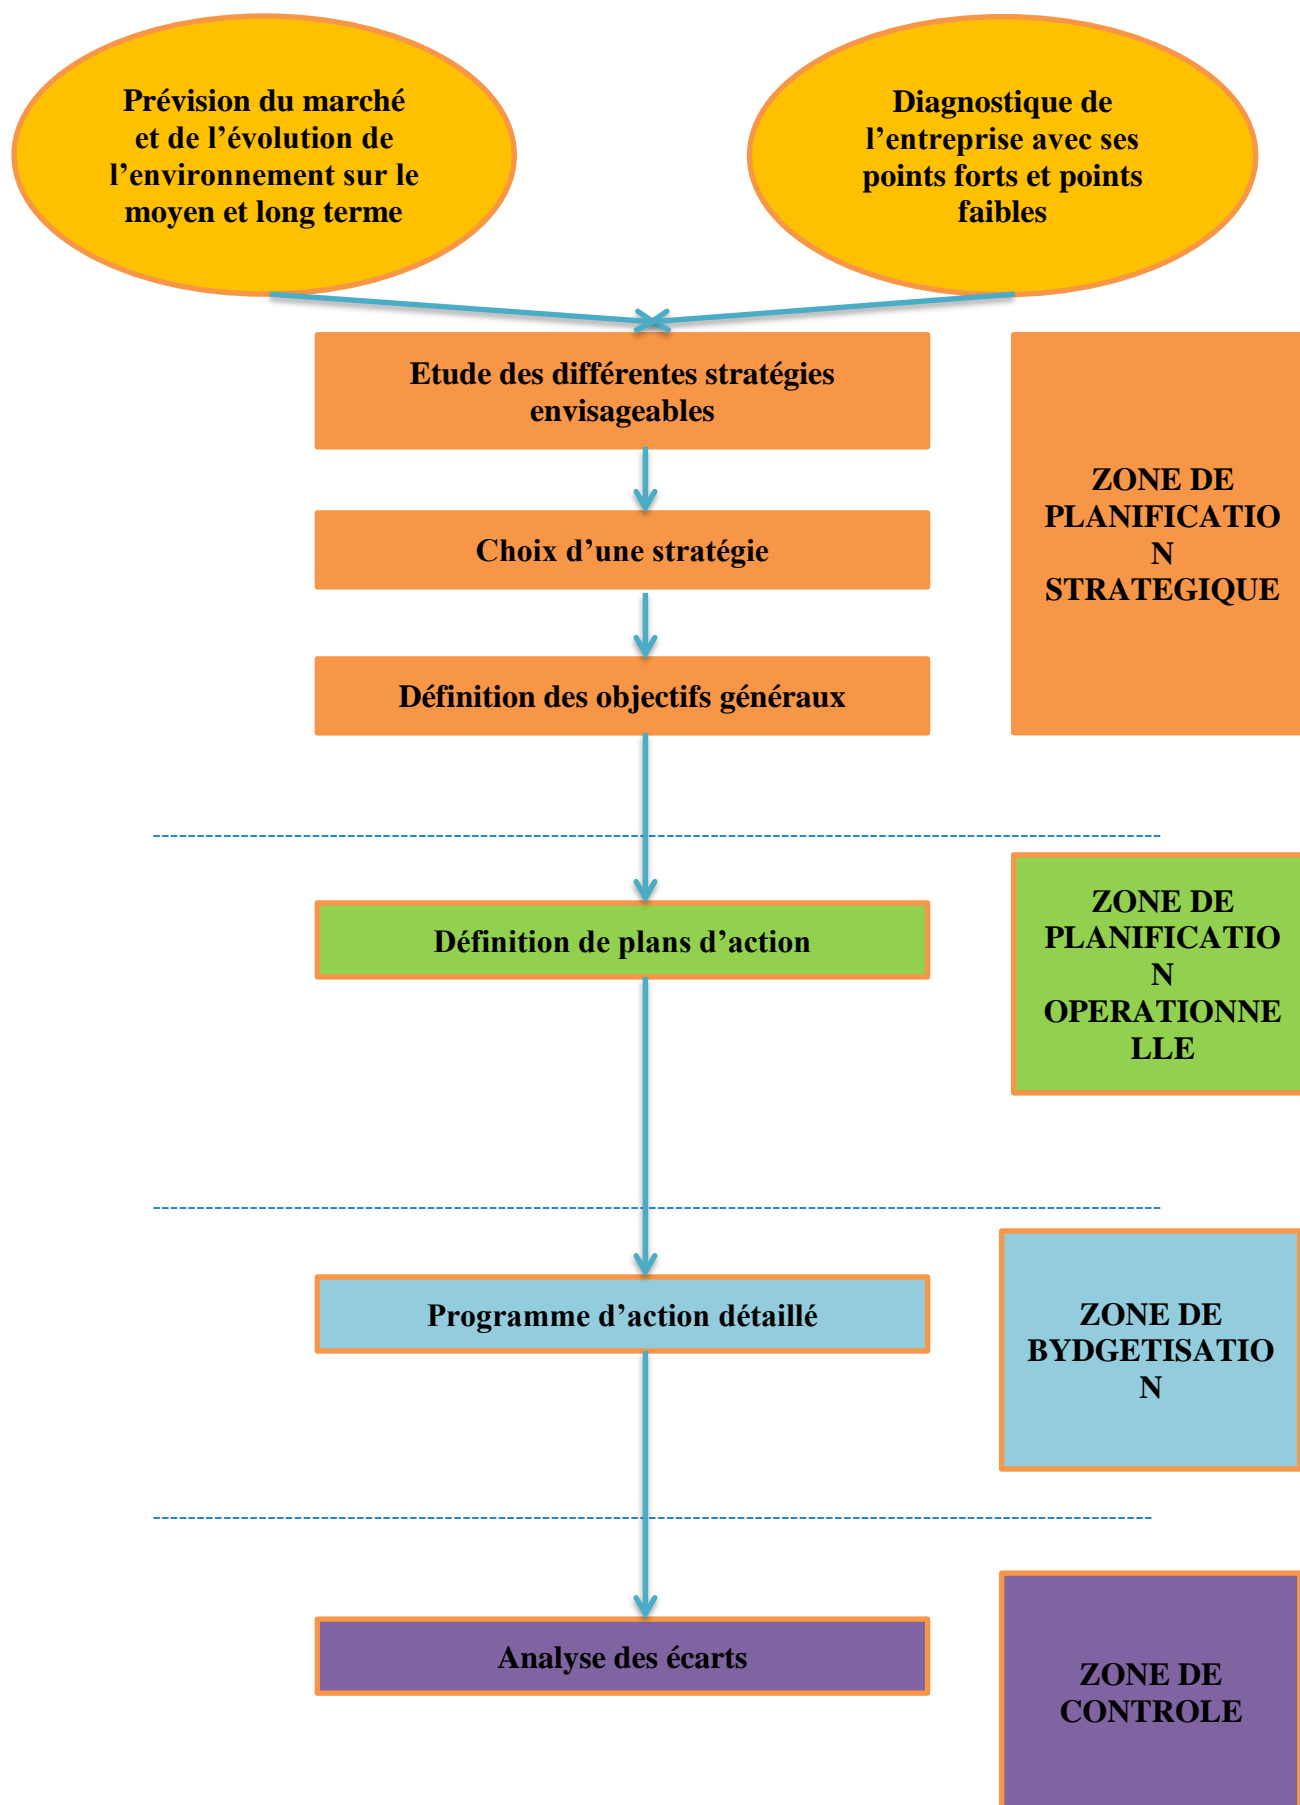 Prévision du marché
et de l’évolution de
l’environnement sur le
moyen et long terme
Diagnostique de
l’entreprise avec ses
points forts et points
faibles
Etude des différentes stratégies
envisageables
Choix d’une stratégie
Définition des objectifs généraux
ZONE DE
PLANIFICATIO
N
STRATEGIQUE
Définition de plans d’action
ZONE DE
PLANIFICATIO
N
OPERATIONNE
LLE
Programme d’action détaillé
ZONE DE
BYDGETISATIO
N
Analyse des écarts
ZONE DE
CONTROLE